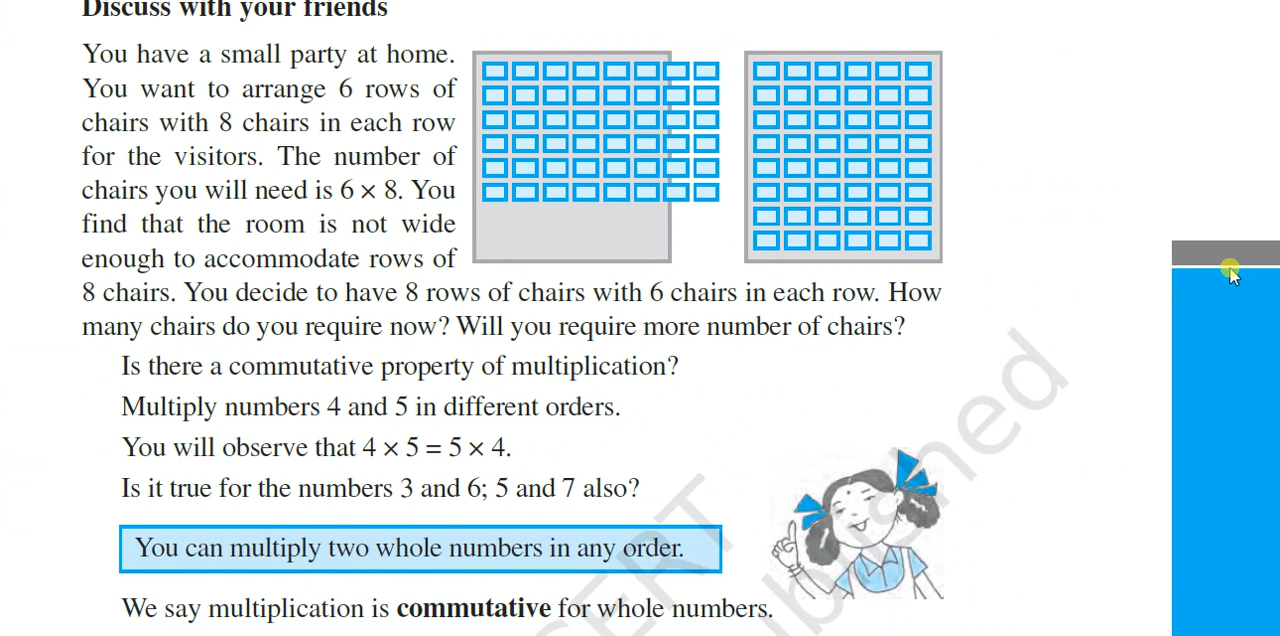 Discuss with your friends
You have a small party at home.
You want to arrange 6 rows of
chairs with 8 chairs in each row
for the visitors. The number of
chairs you will need is 6 × 8. You
find that the room is not wide
enough to accommodate rows of
8 chairs. You decide to have 8 rows of chairs with 6 chairs in each row. How
many chairs do you require now? Will you require more number of chairs?
Is there a commutative property of multiplication?
Multiply numbers 4 and 5 in different orders.
You will observe that 4 × 5 = 5 × 4.
Is it true for the numbers 3 and 6; 5 and 7 also?
You can multiply two whole numbers in any order.
We say multiplication is commutative for whole numbers.